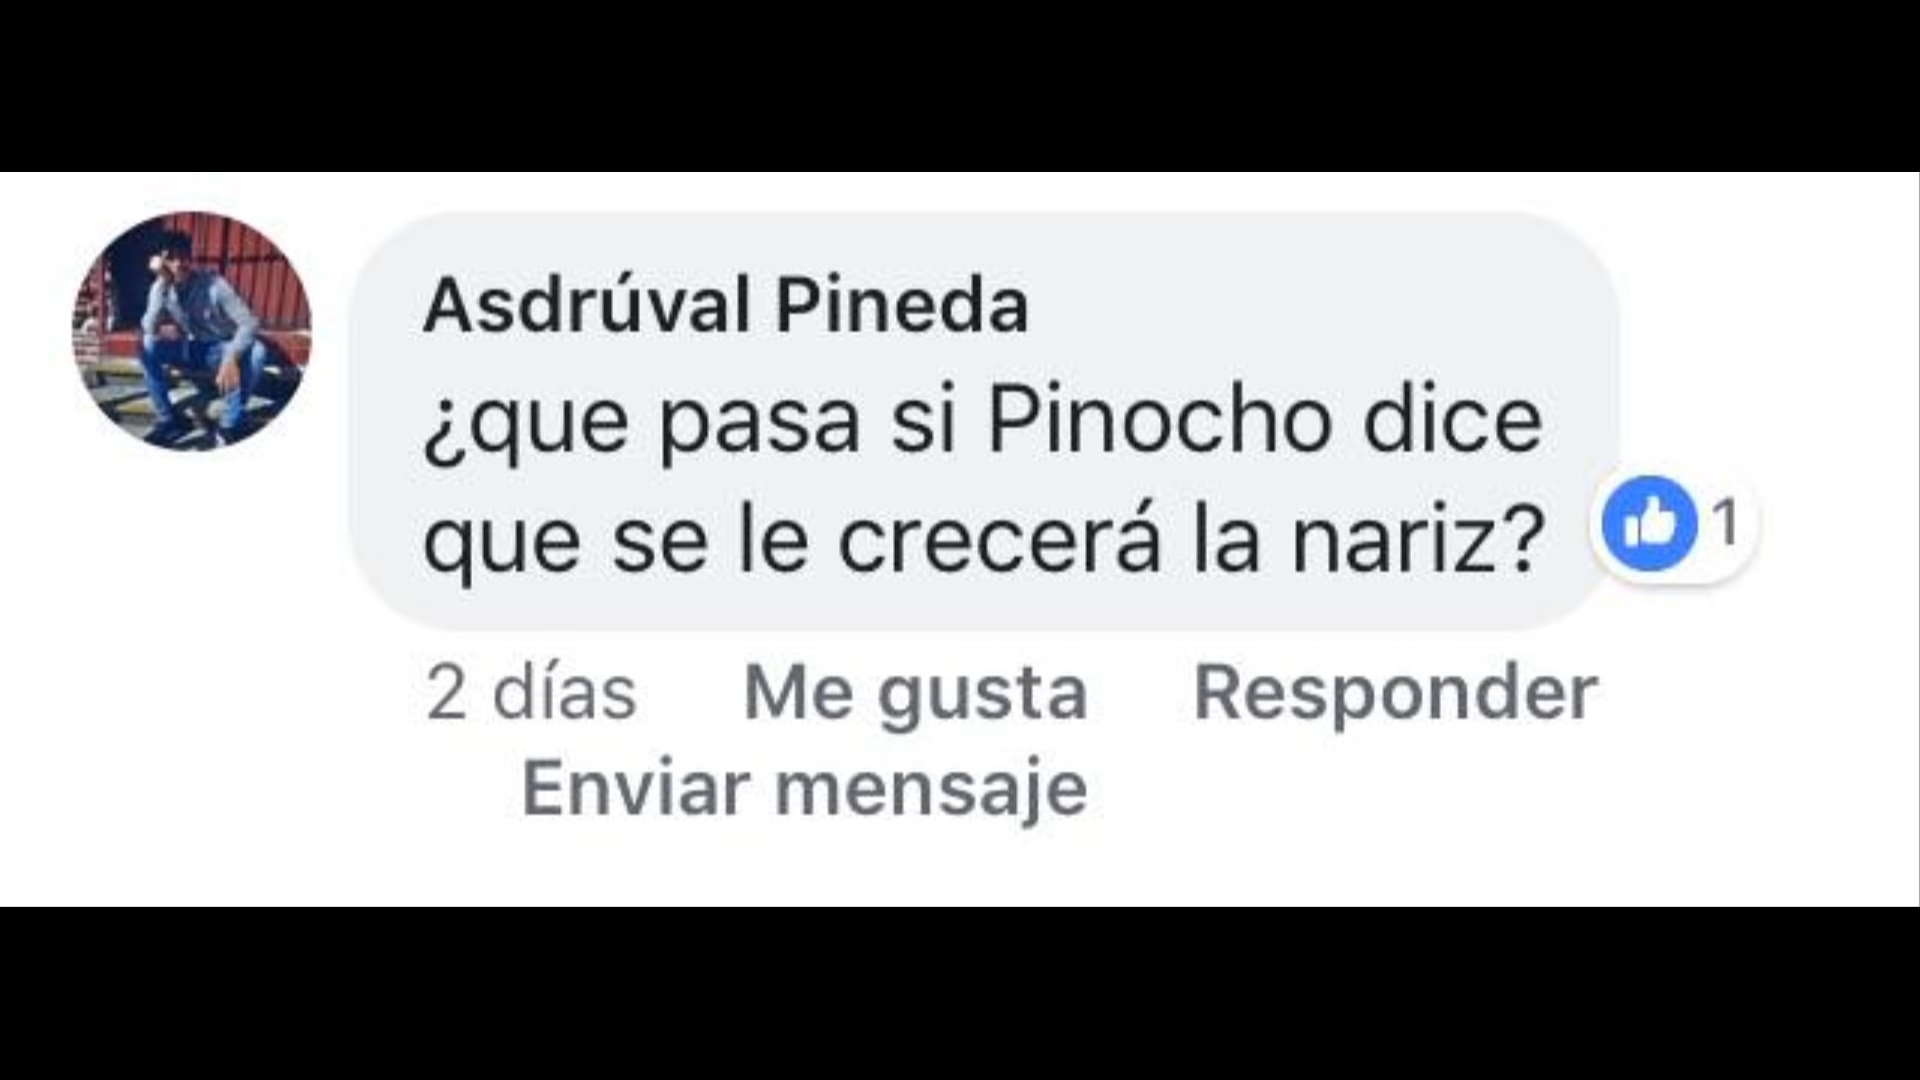 Asdrúval Pineda
¿que pasa si Pinocho dice
que se le crecerá la nariz?
1
2 días Me gusta Responder
Enviar mensaje